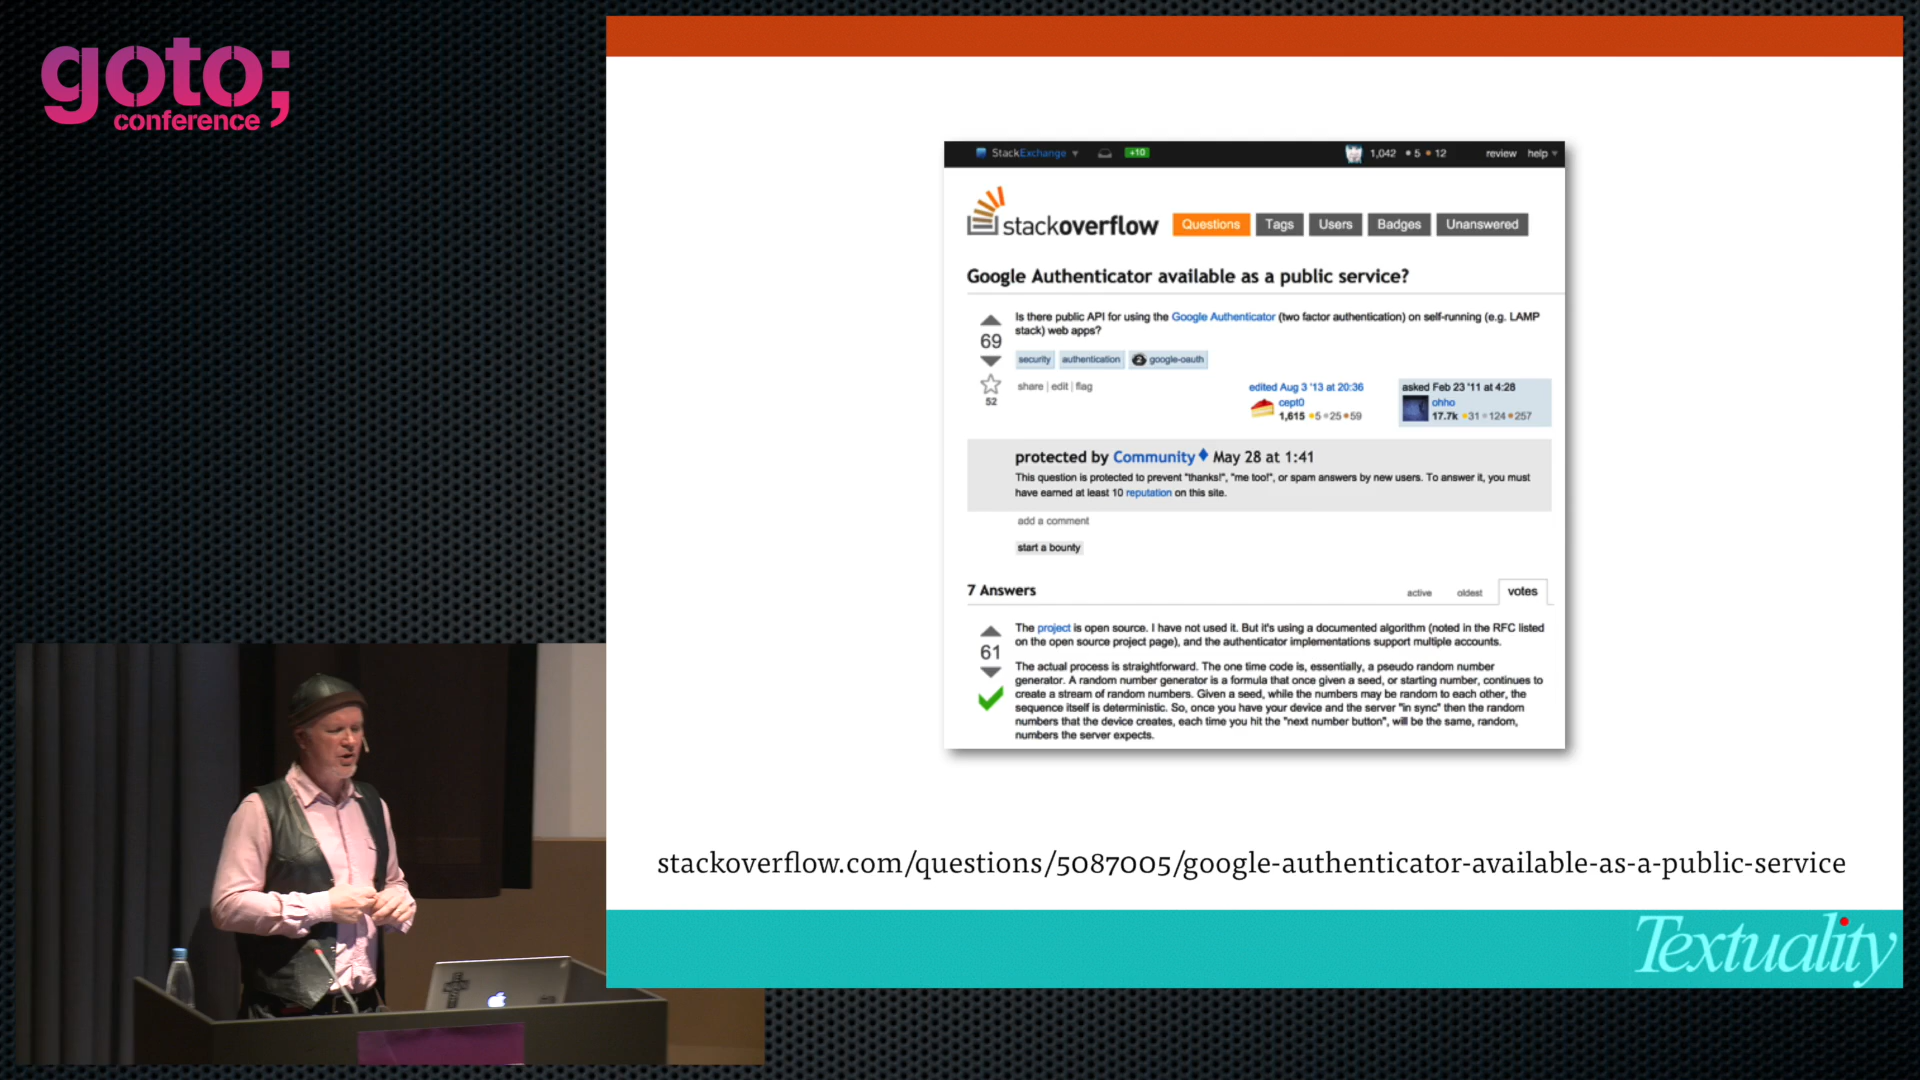 goto;
conference
StackExchange
+10
1,042 5 12
review help
stackoverflow
Questions Tags Users Badges Unanswered
Google Authenticator available as a public service?
Is there public API for using the Google Authenticator (two factor authentication) on self-running (e.g. LAMP
stack) web apps?
69
security authentication google-oauth
share | edit | flag
52
edited Aug 3 '13 at 20:36
cept0
1,615 5 25 59
asked Feb 23 '11 at 4:28
ohho
17.7k 31 124 257
protected by Community♦ May 28 at 1:41
This question is protected to prevent "thanks!", "me too!", or spam answers by new users. To answer it, you must
have earned at least 10 reputation on this site.
add a comment
start a bounty
7 Answers
active oldest votes
The project is open source. I have not used it. But it's using a documented algorithm (noted in the RFC listed
on the open source project page), and the authenticator implementations support multiple accounts.
61
The actual process is straightforward. The one time code is, essentially, a pseudo random number
generator. A random number generator is a formula that once given a seed, or starting number, continues to
create a stream of random numbers. Given a seed, while the numbers may be random to each other, the
sequence itself is deterministic. So, once you have your device and the server "in sync" then the random
numbers that the device creates, each time you hit the "next number button", will be the same, random,
numbers the server expects.
stackoverflow.com/questions/5087005/google-authenticator-available-as-a-public-service
Textuality